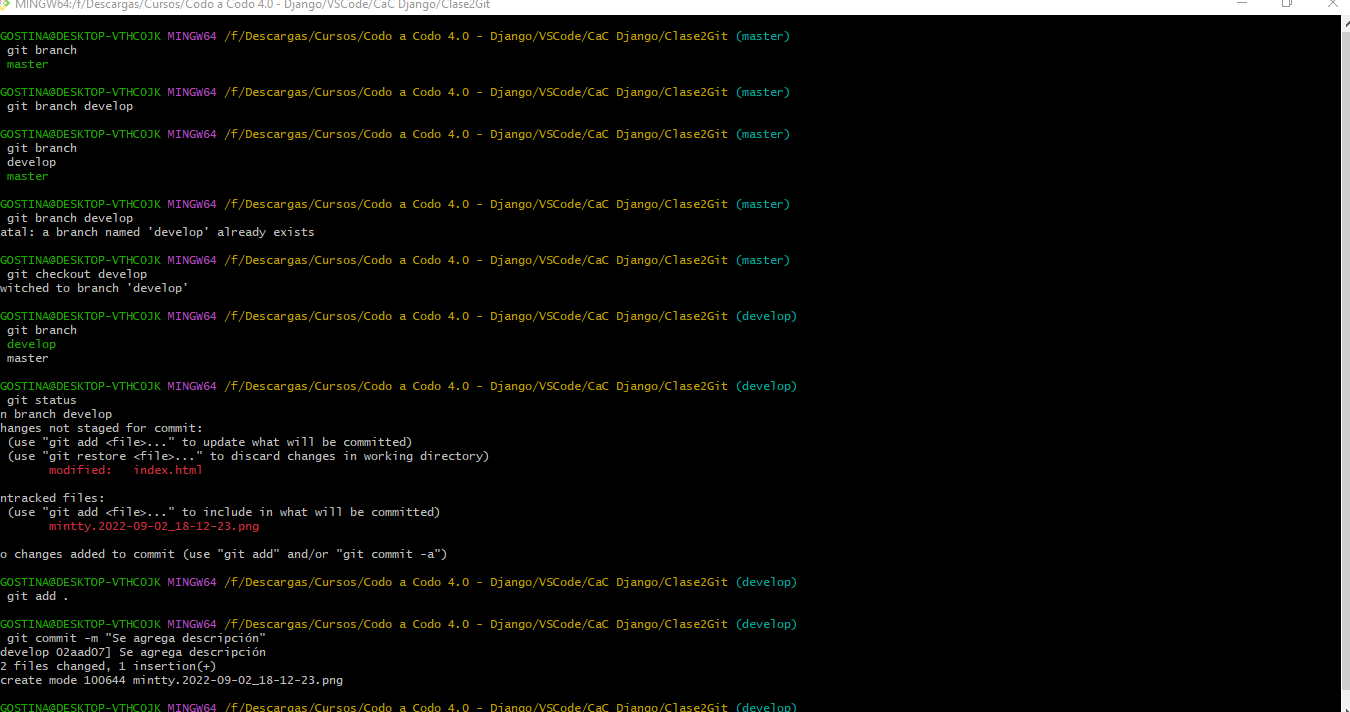 MINGW64:/f/Descargas/Cursos/Codo a Codo 4.0 - Django/VSCode/CaC Django/Clase2Git
GOSTINA@DESKTOP-VTHCOJK MINGW64 /f/Descargas/Cursos/Codo a Codo 4.0 - Django/VSCode/CaC Django/Clase2Git (master)
git branch
master
GOSTINA@DESKTOP-VTHCOJK MINGW64 /f/Descargas/Cursos/Codo a Codo 4.0 - Django/VSCode/CaC Django/Clase2Git (master)
git branch develop
GOSTINA@DESKTOP-VTHCOJK MINGW64 /f/Descargas/Cursos/Codo a Codo 4.0 - Django/VSCode/CaC Django/Clase2Git (master)
git branch
develop
master
GOSTINA@DESKTOP-VTHCOJK MINGW64 /f/Descargas/Cursos/Codo a Codo 4.0 - Django/VSCode/CaC Django/Clase2Git (master)
git branch develop
atal: a branch named 'develop' already exists
GOSTINA@DESKTOP-VTHCOJK MINGW64 /f/Descargas/Cursos/Codo a Codo 4.0 - Django/VSCode/CaC Django/Clase2Git (master)
git checkout develop
witched to branch 'develop'
GOSTINA@DESKTOP-VTHCOJK MINGW64 /f/Descargas/Cursos/Codo a Codo 4.0 - Django/VSCode/CaC Django/Clase2Git (develop)
git branch
develop
master
GOSTINA@DESKTOP-VTHCOJK MINGW64 /f/Descargas/Cursos/Codo a Codo 4.0 - Django/VSCode/CaC Django/Clase2Git (develop)
git status
n branch develop
hanges not staged for commit:
(use "git add <file>..." to update what will be committed)
(use "git restore <file>..." to discard changes in working directory)
modified: index.html
ntracked files:
(use "git add <file>..." to include in what will be committed)
mintty.2022-09-02_18-12-23.png
o changes added to commit (use "git add" and/or "git commit -a")
GOSTINA@DESKTOP-VTHCOJK MINGW64 /f/Descargas/Cursos/Codo a Codo 4.0 - Django/VSCode/CaC Django/Clase2Git (develop)
git add .
GOSTINA@DESKTOP-VTHCOJK MINGW64 /f/Descargas/Cursos/Codo a Codo 4.0 - Django/VSCode/CaC Django/Clase2Git (develop)
git commit -m "Se agrega descripción"
develop 02aad07] Se agrega descripción
2 files changed, 1 insertion(+)
create mode 100644 mintty.2022-09-02_18-12-23.png
GOSTINA@DESKTOP-VTHCOJK MINGW64 /f/Descargas/Cursos/Codo a Codo 4.0 - Django/VSCode/CaC Django/Clase2Git (develop)